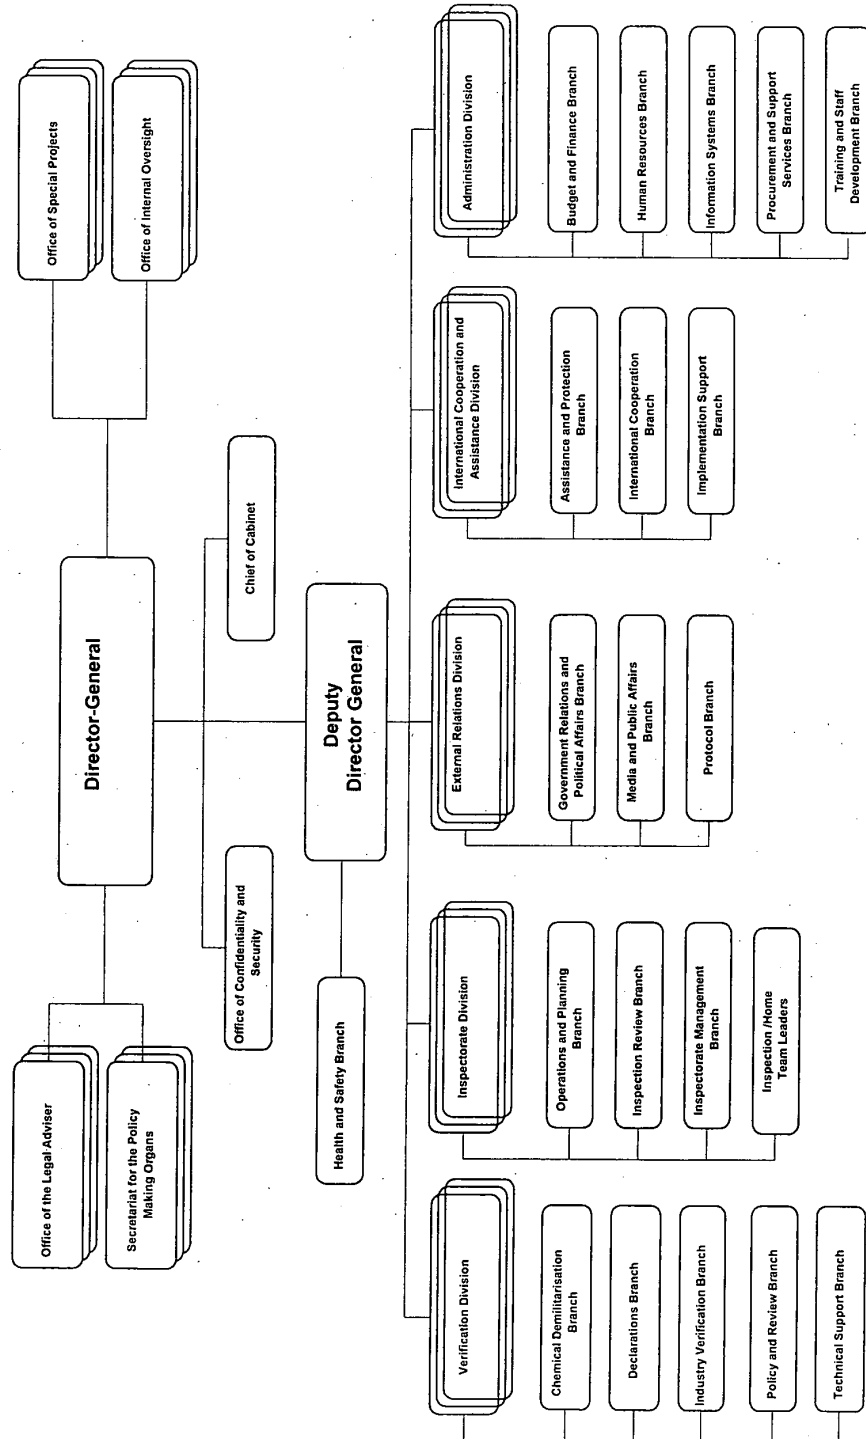 Director-General
Office of the Legal Adviser
Secretariat for the Policy
Making Organs
Office of Special Projects
Office of Internal Oversight
Office of Confidentiality and
Security
Chief of Cabinet
Deputy
Director General
Health and Safety Branch
Verification Division
Chemical Demilitarisation
Branch
Declarations Branch
Industry Verification Branch
Policy and Review Branch
Technical Support Branch
Inspectorate Division
Operations and Planning
Branch
Inspection Review Branch
Inspectorate Management
Branch
Inspection /Home
Team Leaders
External Relations Division
Government Relations and
Political Affairs Branch
Media and Public Affairs
Branch
Protocol Branch
International Cooperation and
Assistance Division
Assistance and Protection
Branch
International Cooperation
Branch
Implementation Support
Branch
Administration Division
Budget and Finance Branch
Human Resources Branch
Information Systems Branch
Procurement and Support
Services Branch
Training and Staff
Development Branch